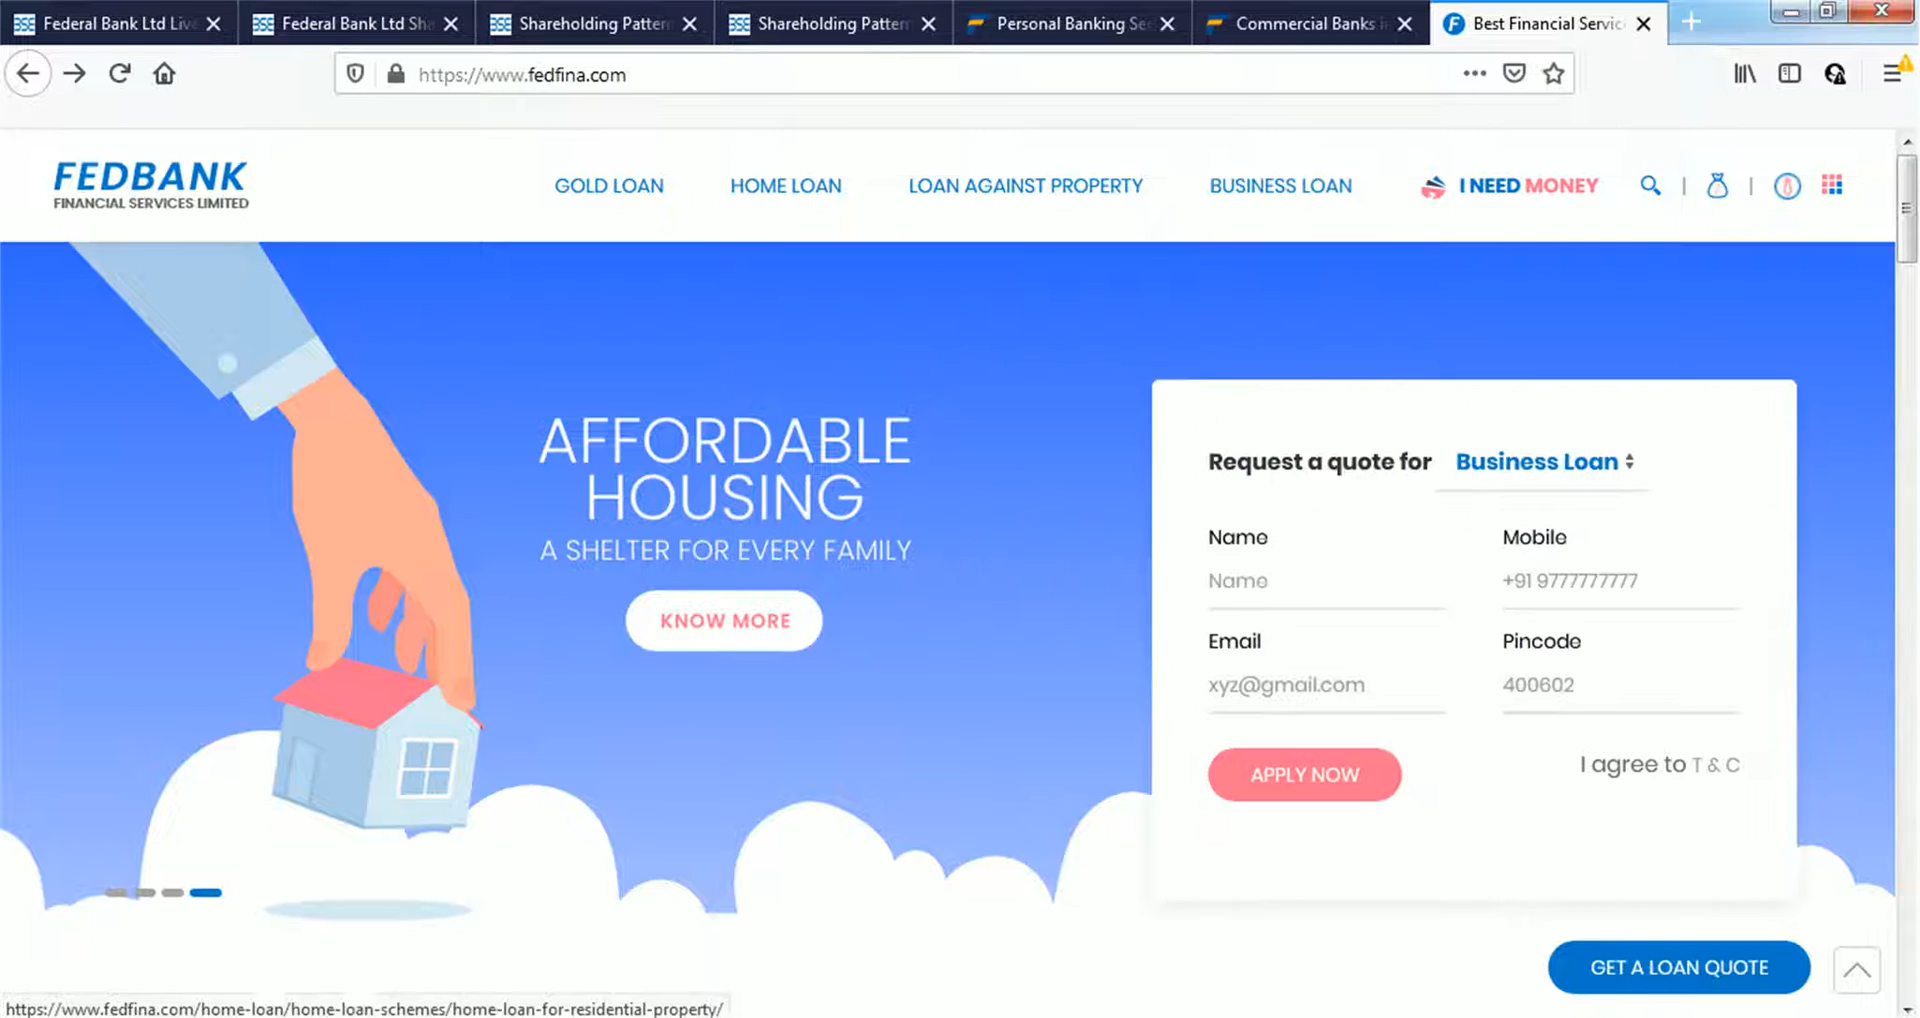 Federal Bank Ltd Liv
Federal Bank Ltd Sha
Shareholding Pattern
Shareholding Pattern
Personal Banking Se
Commercial Banks i
Best Financial Servic
https://www.fedfina.com
FEDBANK
FINANCIAL SERVICES LIMITED
GOLD LOAN
HOME LOAN
LOAN AGAINST PROPERTY
BUSINESS LOAN
I NEED MONEY
AFFORDABLE
HOUSING
A SHELTER FOR EVERY FAMILY
KNOW MORE
Request a quote for Business Loan
Name
Mobile
Name
+91 9777777777
Email
Pincode
xyz@gmail.com
400602
APPLY NOW
I agree to T & C
GET A LOAN QUOTE
https://www.fedfina.com/home-loan/home-loan-schemes/home-loan-for-residential-property/